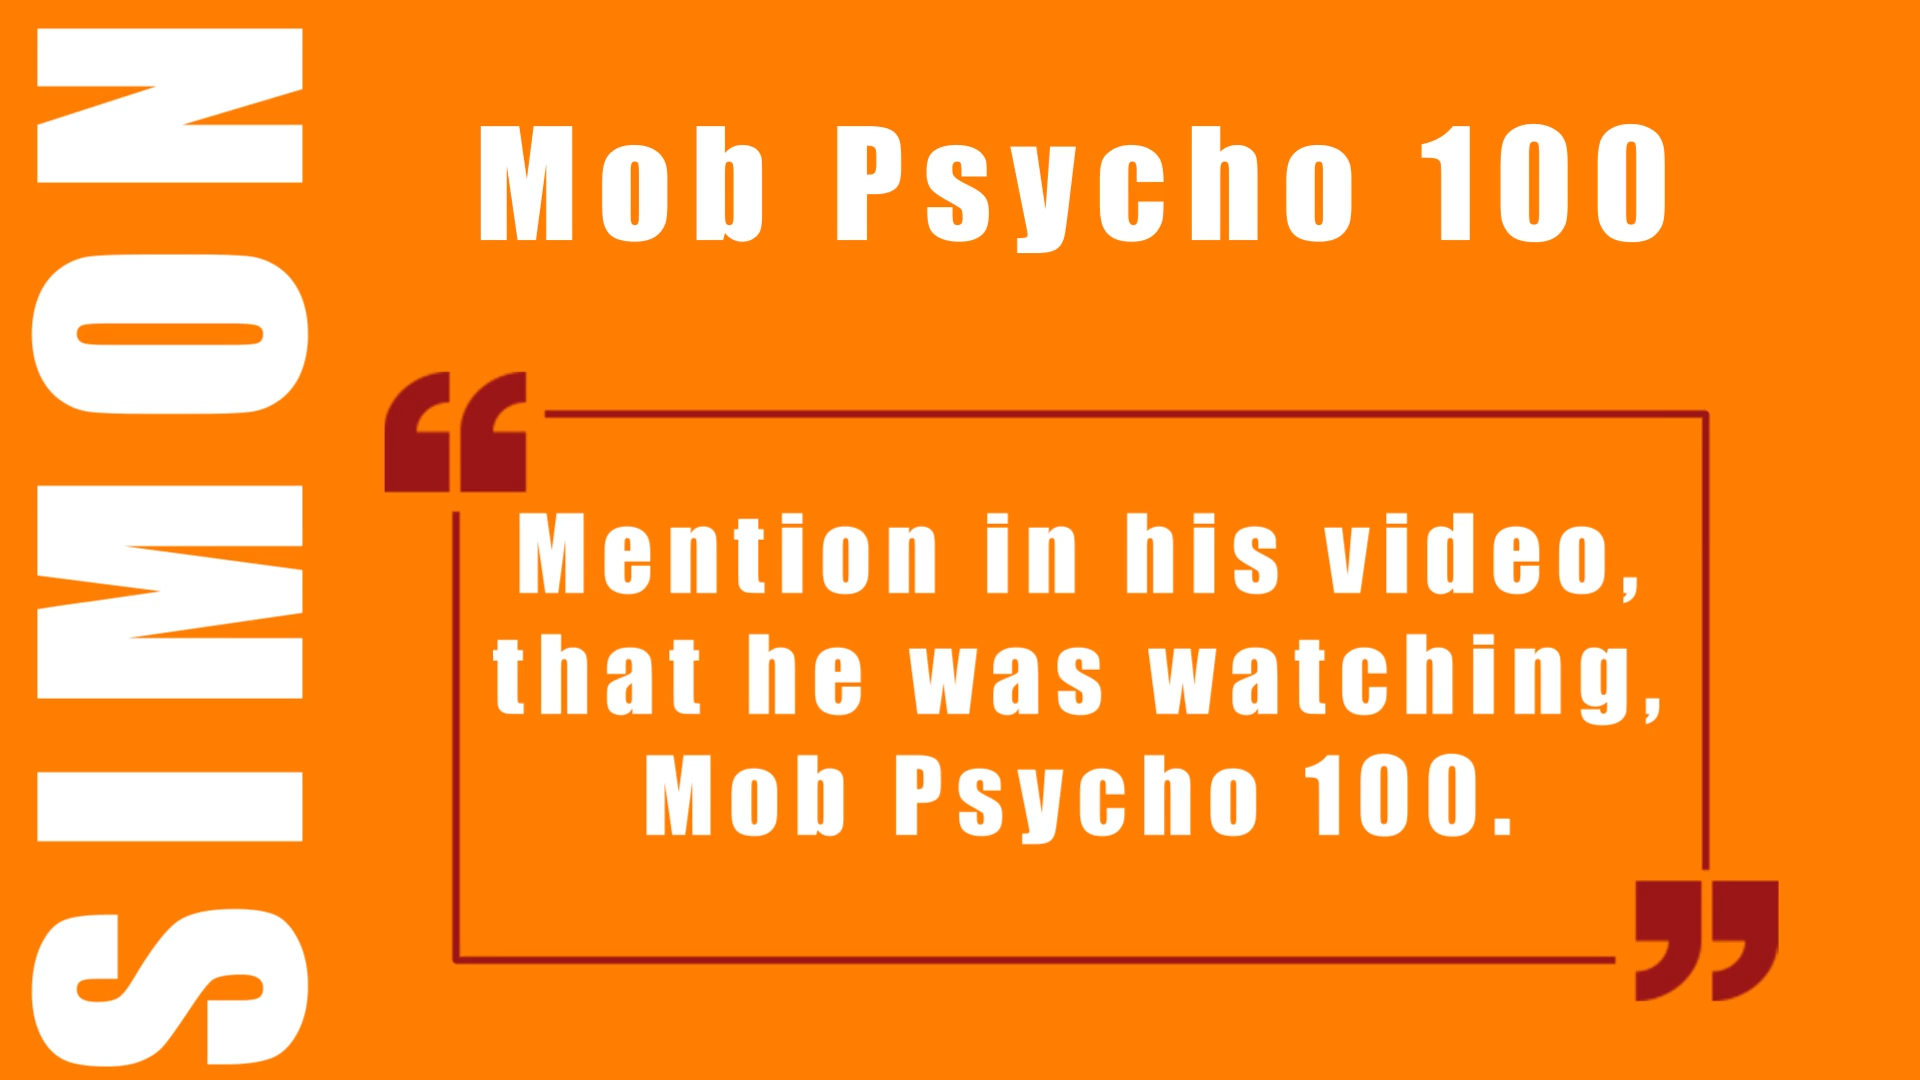 SIMON
Mob Psycho 100
“
Mention in his video,
that he was watching,
Mob Psycho 100.
”